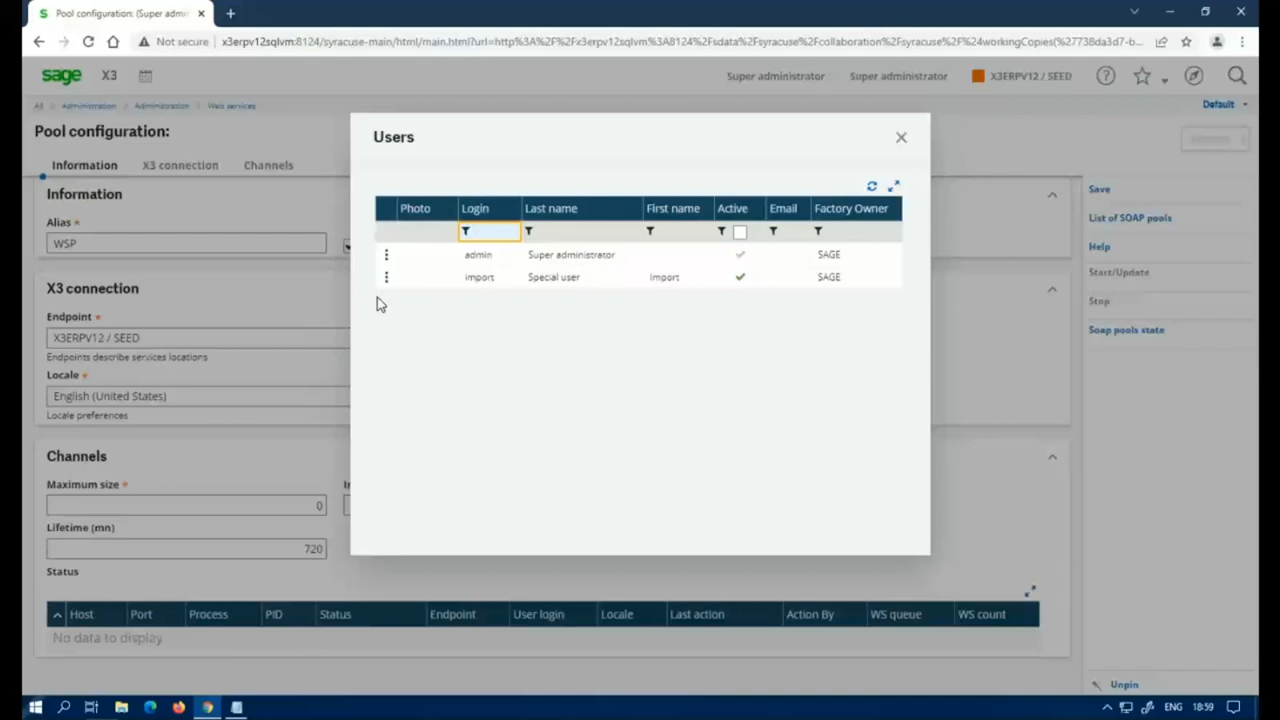 S Pool configuration: (Super admi
Not secure x3erpv12sqlvm:8124/syracuse-main/html/main.html?url=http%3A%2F%2Fx3erpv12sqlvm%3A8124%2Fsdata%2Fsyracuse%2Fcollaboration%2Fsyracuse%2F%24workingCopies(%27738da3d7-b...
sage X3 Super administrator Super administrator X3ERPV12 / SEED
All Administration Administration Web services Default
Pool configuration:
Information X3 connection Channels
Information
Alias *
WSP
X3 connection
Endpoint *
X3ERPV12 / SEED
Endpoints describe services locations
Locale *
English (United States)
Locale preferences
Channels
Maximum size *
0
Lifetime (mn)
720
Status
Host Port Process PID Status Endpoint User login Locale Last action Action By WS queue WS count
No data to display
Users
Photo Login Last name First name Active Email Factory Owner
admin Super administrator SAGE
import Special user Import SAGE
Save
List of SOAP pools
Help
Start/Update
Stop
Soap pools state
Unpin
ENG 18:59